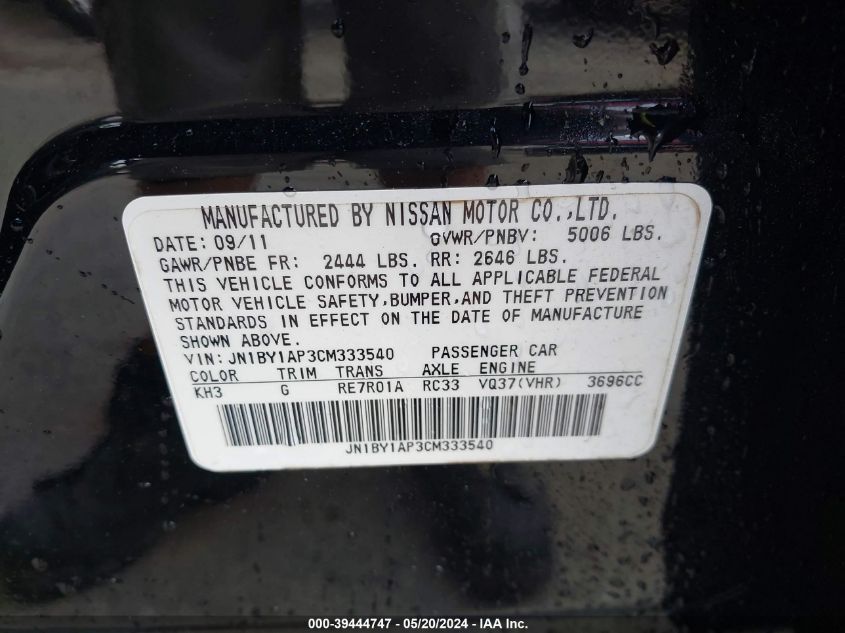 MANUFACTURED BY NISSAN MOTOR CO.,LTD.
DATE: 09/11 GVWR/PNBV: 5006 LBS.
GAWR/PNBE FR: 2444 LBS. RR: 2646 LBS.
THIS VEHICLE CONFORMS TO ALL APPLICABLE FEDERAL
MOTOR VEHICLE SAFETY,BUMPER,AND THEFT PREVENTION
STANDARDS IN EFFECT ON THE DATE OF MANUFACTURE
SHOWN ABOVE.
VIN: JN1BY1AP3CM333540 PASSENGER CAR
COLOR TRIM TRANS AXLE ENGINE
KH3 G RE7R01A RC33 VQ37(VHR) 3696CC
JN1BY1AP3CM333540
000-39444747 - 05/20/2024 - IAA Inc.